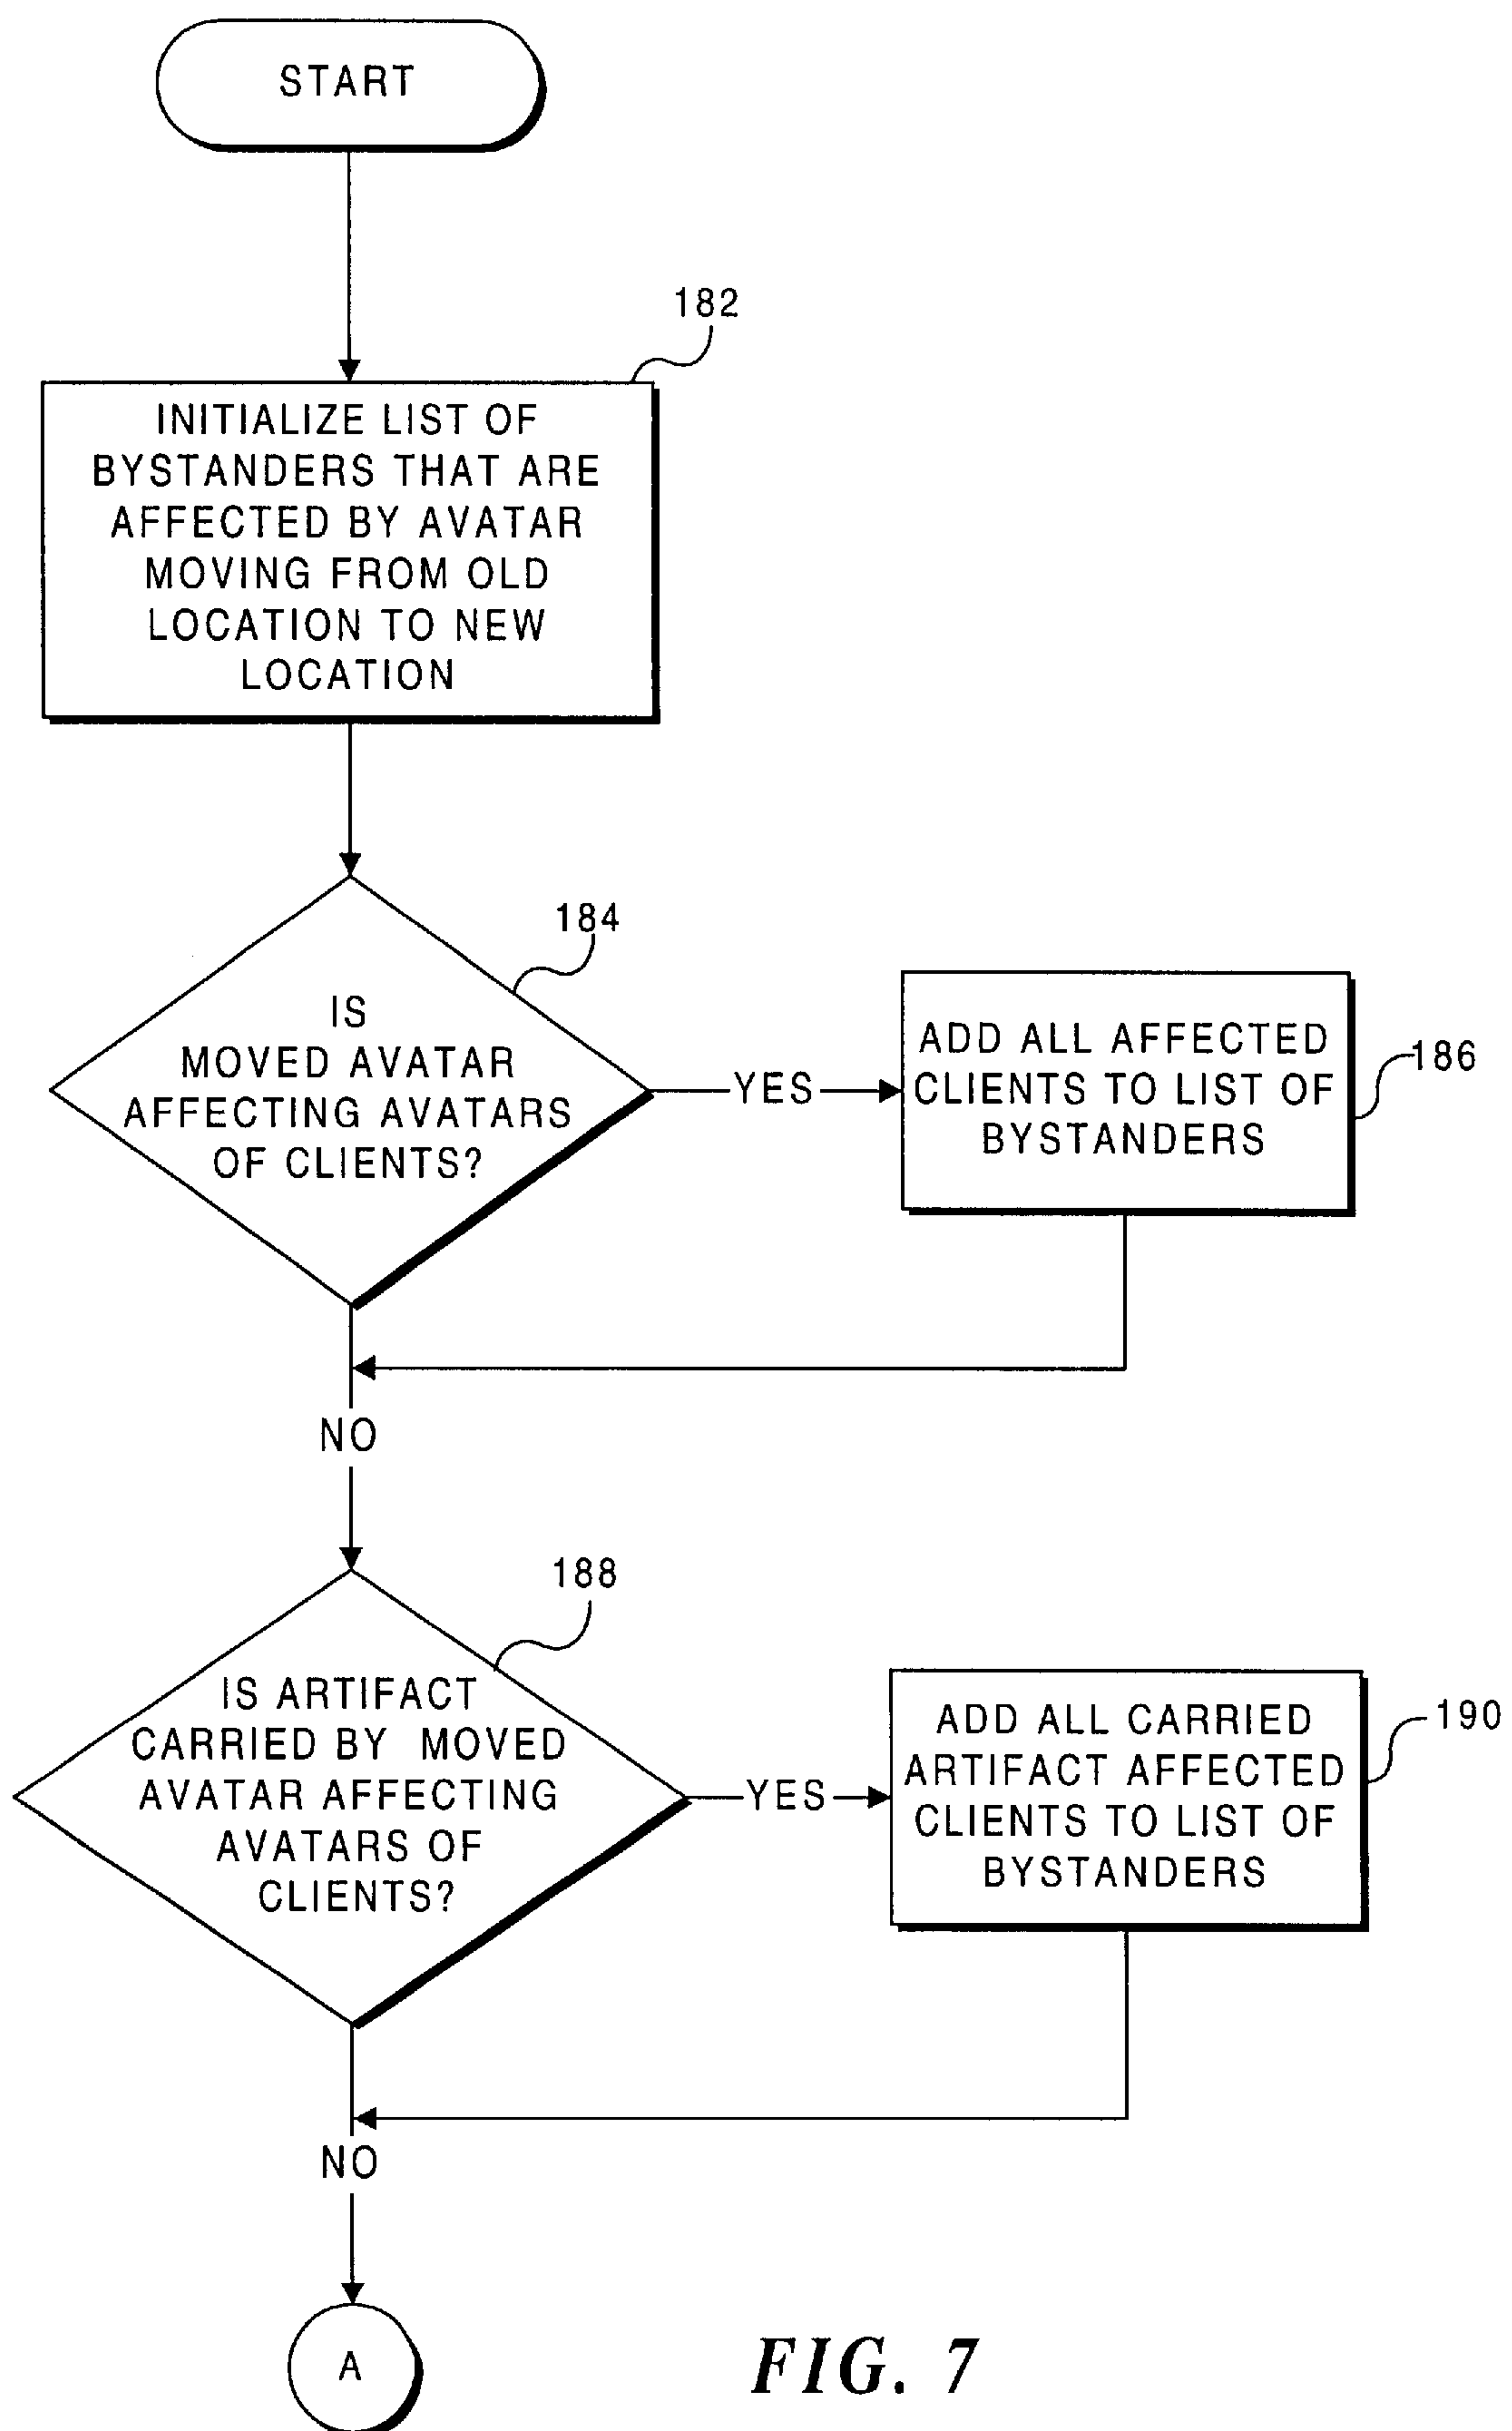 START
182
INITIALIZE LIST OF
BYSTANDERS THAT ARE
AFFECTED BY AVATAR
MOVING FROM OLD
LOCATION TO NEW
LOCATION
184
IS
MOVED AVATAR
AFFECTING AVATARS
OF CLIENTS?
YES
ADD ALL AFFECTED
CLIENTS TO LIST OF
BYSTANDERS
186
NO
188
IS ARTIFACT
CARRIED BY MOVED
AVATAR AFFECTING
AVATARS OF
CLIENTS?
YES
ADD ALL CARRIED
ARTIFACT AFFECTED
CLIENTS TO LIST OF
BYSTANDERS
190
NO
A
FIG. 7